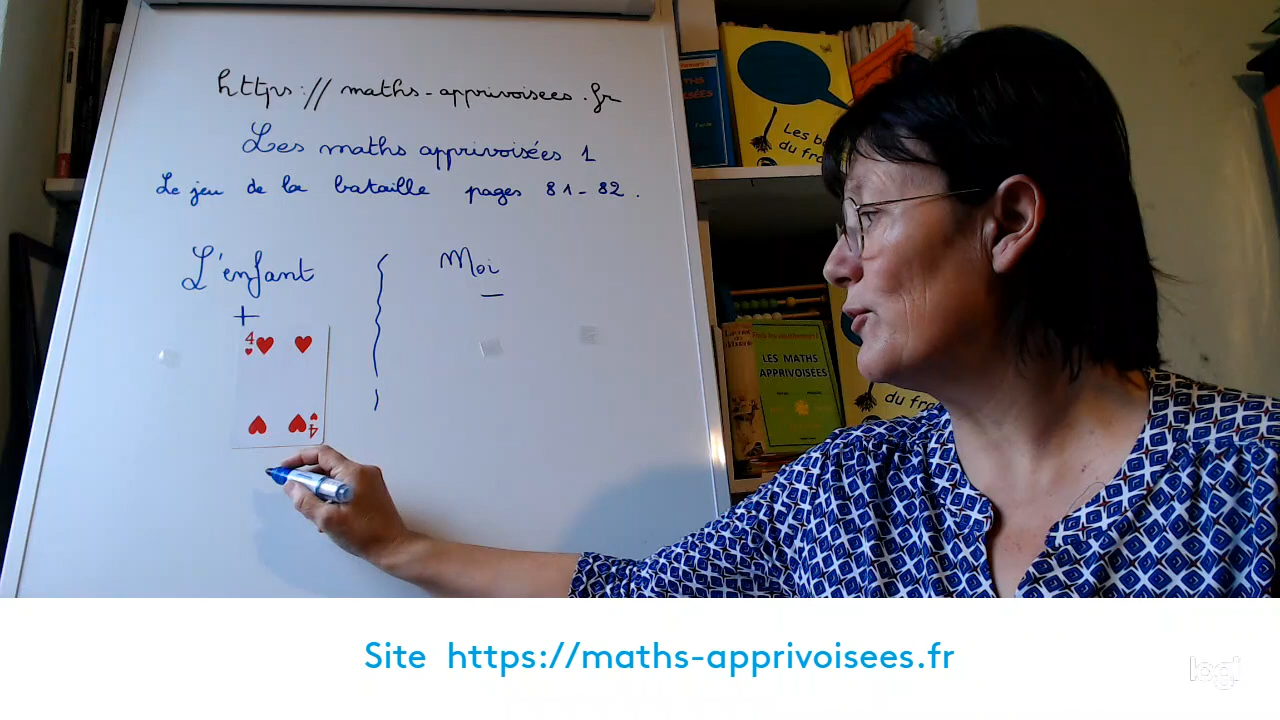 https://maths-apprivoisees.fr
Les maths apprivoisées 1
Le jeu de la bataille pages 81-82.
L'enfant
Moi
+
−
4
4
Les
du fra
LES MATHS
APPRIVOISÉES
du fra
Site https://maths-apprivoisees.fr
logi